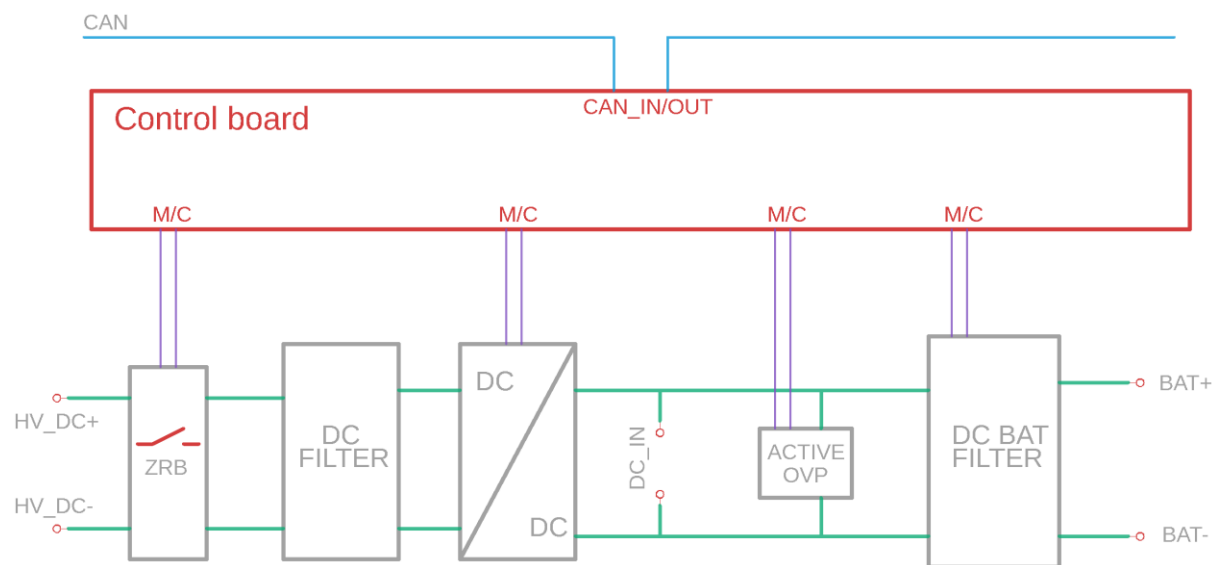 CAN
CAN_IN/OUT
Control board
M/C
M/C
M/C
M/C
HV_DC+
HV_DC-
ZRB
DC
FILTER
DC
DC
DC_IN
ACTIVE
OVP
DC BAT
FILTER
BAT+
BAT-